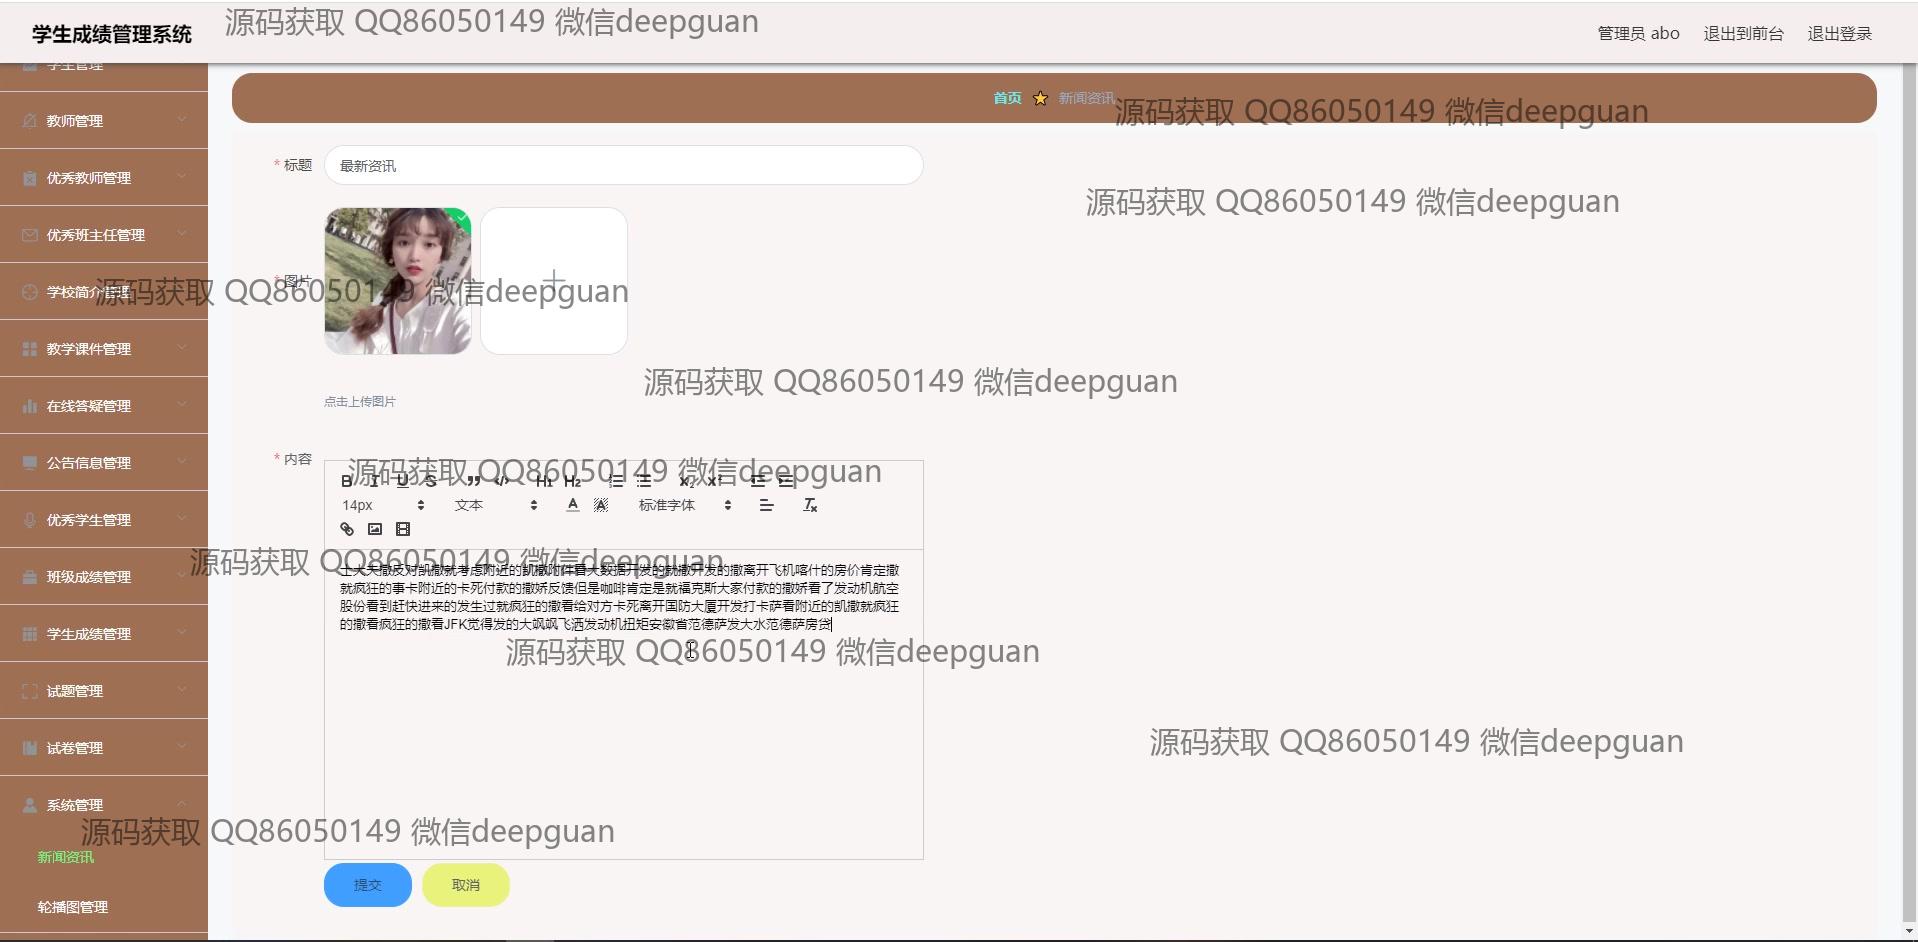 学生成绩管理系统
源码获取 QQ86050149 微信deepguan
管理员 abo
退出到前台
退出登录
学生管理
首页
新闻资讯
源码获取 QQ86050149 微信deepguan
教师管理
* 标题
最新资讯
优秀教师管理
源码获取 QQ86050149 微信deepguan
优秀班主任管理
* 图片
学校简介管理
源码获取 QQ86050149 微信deepguan
教学课件管理
源码获取 QQ86050149 微信deepguan
点击上传图片
在线答疑管理
* 内容
公告信息管理
源码获取 QQ86050149 微信deepguan
B I U S H1 H2 X₂ X²
14px
文本
A
A
标准字体
优秀学生管理
源码获取 QQ86050149 微信deepguan
大夫撒反对凯撒就考虑附近的凯撒附件看大数据开发的就撒开发的撒离开飞机喀什的房价肯定撒
就疯狂的事卡附近的卡死付款的撒娇反馈但是咖啡肯定是就福克斯大家付款的撒娇看了发动机航空
股份看到赶快进来的发生过就疯狂的撒看给对方卡死离开国防大厦开发打卡萨看附近的凯撒就疯狂
的撒看疯狂的撒看JFK觉得发的大飒飒飞洒发动机扭矩安徽省范德萨发大水范德萨房贷
班级成绩管理
学生成绩管理
源码获取 QQ86050149 微信deepguan
试题管理
试卷管理
源码获取 QQ86050149 微信deepguan
系统管理
源码获取 QQ86050149 微信deepguan
新闻资讯
提交
取消
轮播图管理